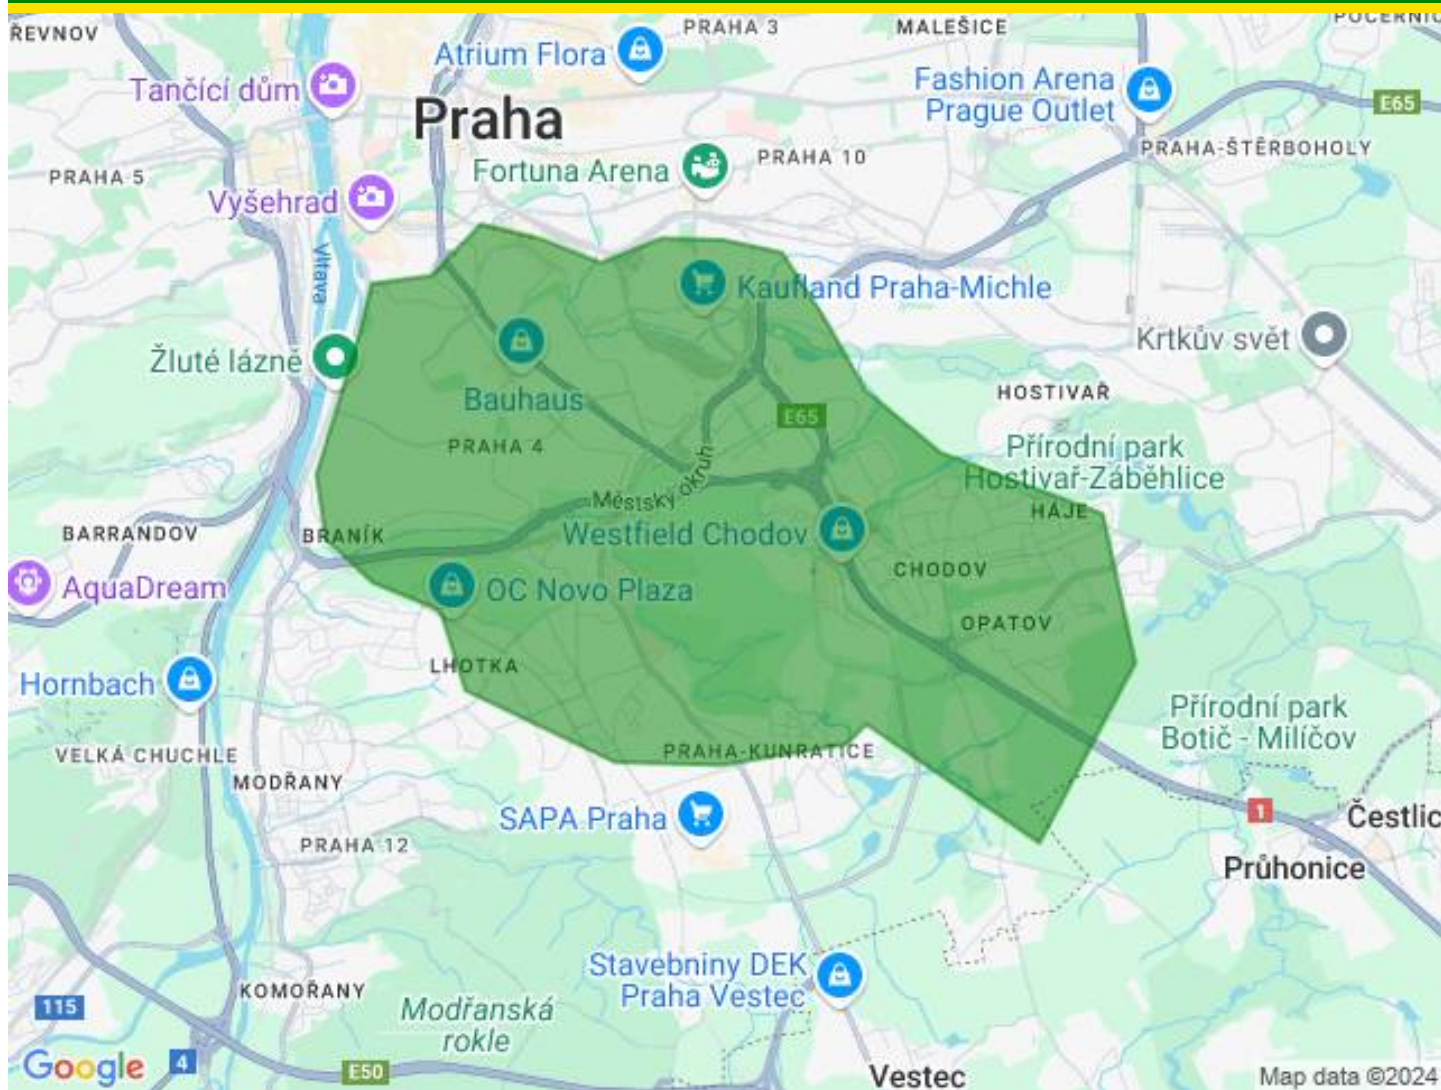 ŘEVNOV
PRAHA 3
MALEŠICE
Atrium Flora
Tančící dům
Fashion Arena
Prague Outlet
E65
Praha
PRAHA-ŠTĚRBOHOLY
PRAHA 10
Fortuna Arena
PRAHA 5
Vyšehrad
Vltava
Kaufland Praha-Michle
Krtkův svět
Žluté lázně
HOSTIVAŘ
Bauhaus
E65
PRAHA 4
Přírodní park
Hostivař-Záběhlice
Městský okruh
HÁJE
BARRANDOV
BRANÍK
Westfield Chodov
CHODOV
AquaDream
OC Novo Plaza
OPATOV
LHOTKA
Hornbach
Přírodní park
Botič - Milíčov
VELKÁ CHUCHLE
PRAHA-KUNRATICE
MODŘANY
SAPA Praha
1
Čestlic
PRAHA 12
Průhonice
Stavebniny DEK
Praha Vestec
KOMOŘANY
115
Modřanská
rokle
Google
4
E50
Vestec
Map data ©2024